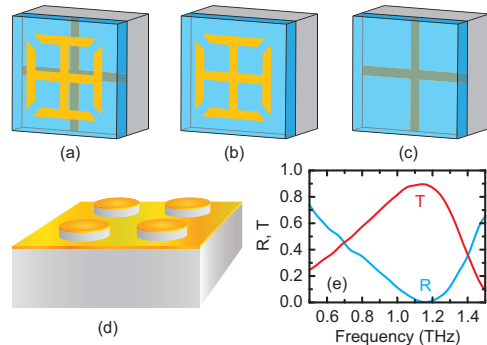 (a)
(b)
(c)
(d)
R, T
1.0
0.8
0.6
0.4
0.2
0.0
T
R
(e)
0.6 0.8 1.0 1.2 1.4
Frequency (THz)